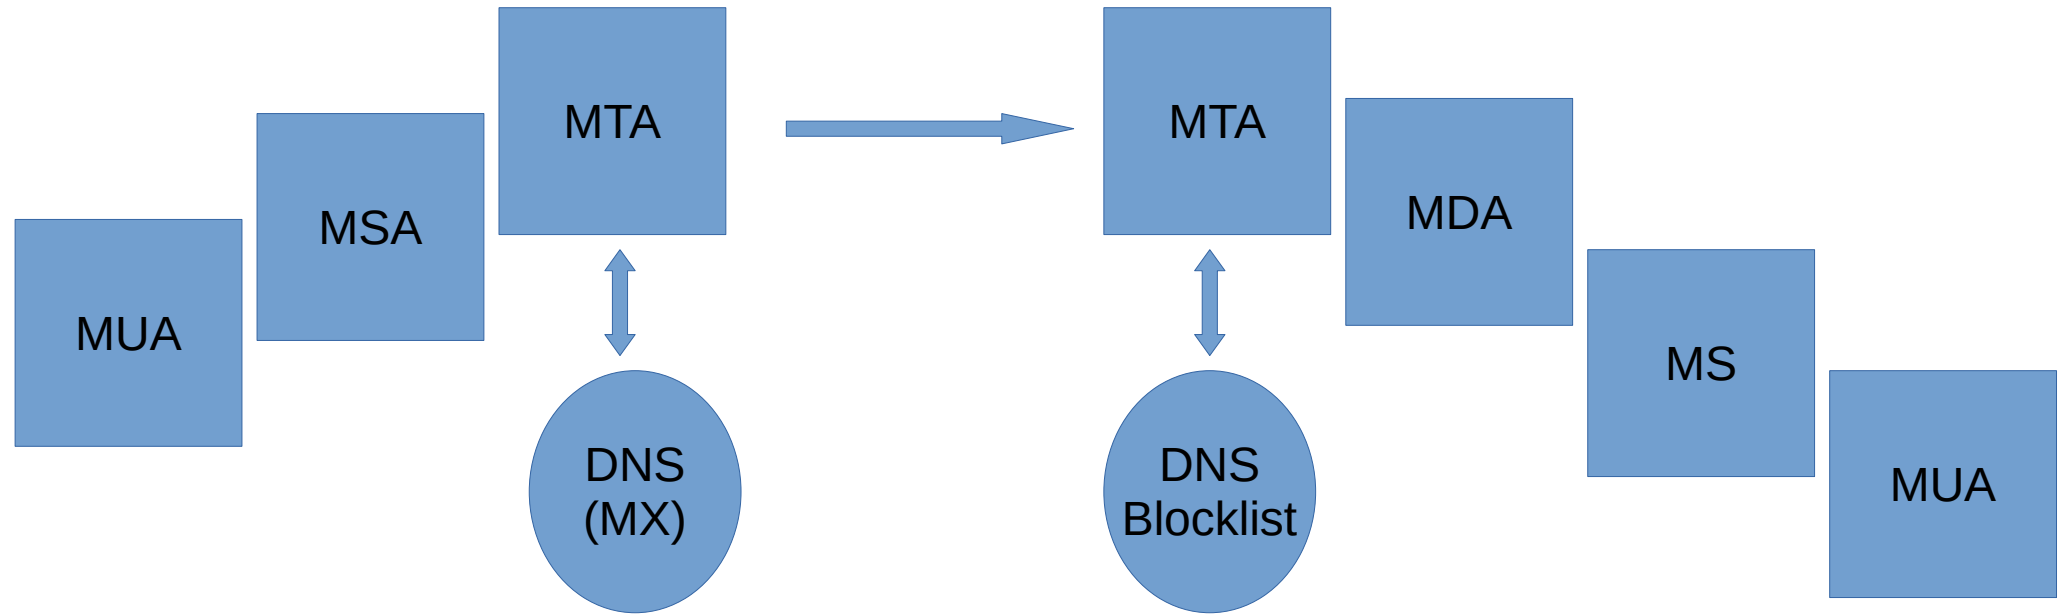 MUA
MSA
MTA
DNS
(MX)
MTA
DNS
Blocklist
MDA
MS
MUA